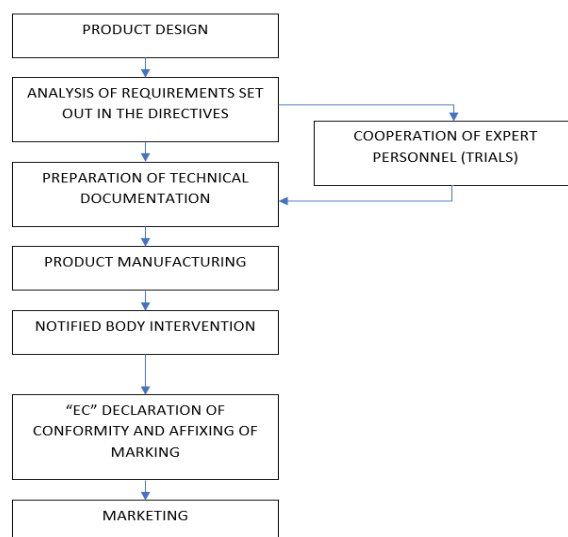 PRODUCT DESIGN
ANALYSIS OF REQUIREMENTS SET
OUT IN THE DIRECTIVES
COOPERATION OF EXPERT
PERSONNEL (TRIALS)
PREPARATION OF TECHNICAL
DOCUMENTATION
PRODUCT MANUFACTURING
NOTIFIED BODY INTERVENTION
“EC” DECLARATION OF
CONFORMITY AND AFFIXING OF
MARKING
MARKETING